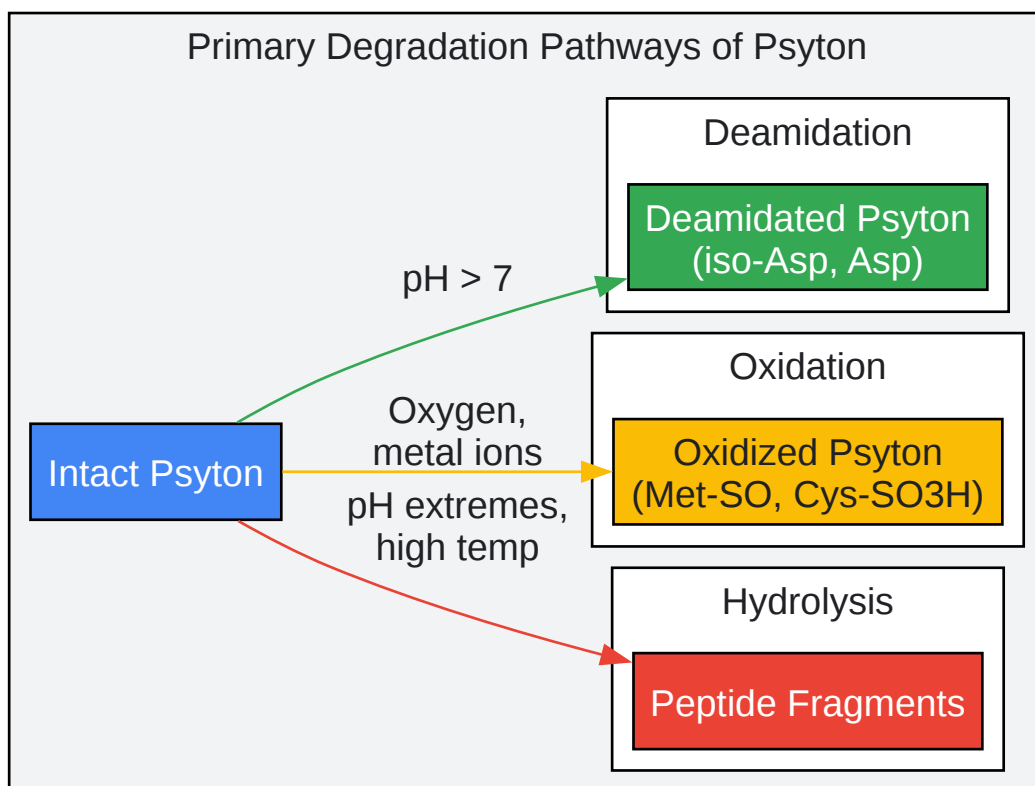 Primary Degradation Pathways of Psyton
Deamidation
Deamidated Psyton
(iso-Asp, Asp)
pH > 7
Oxidation
Oxygen,
metal ions
Intact Psyton
Oxidized Psyton
(Met-SO, Cys-SO3H)
pH extremes,
high temp
Hydrolysis
Peptide Fragments